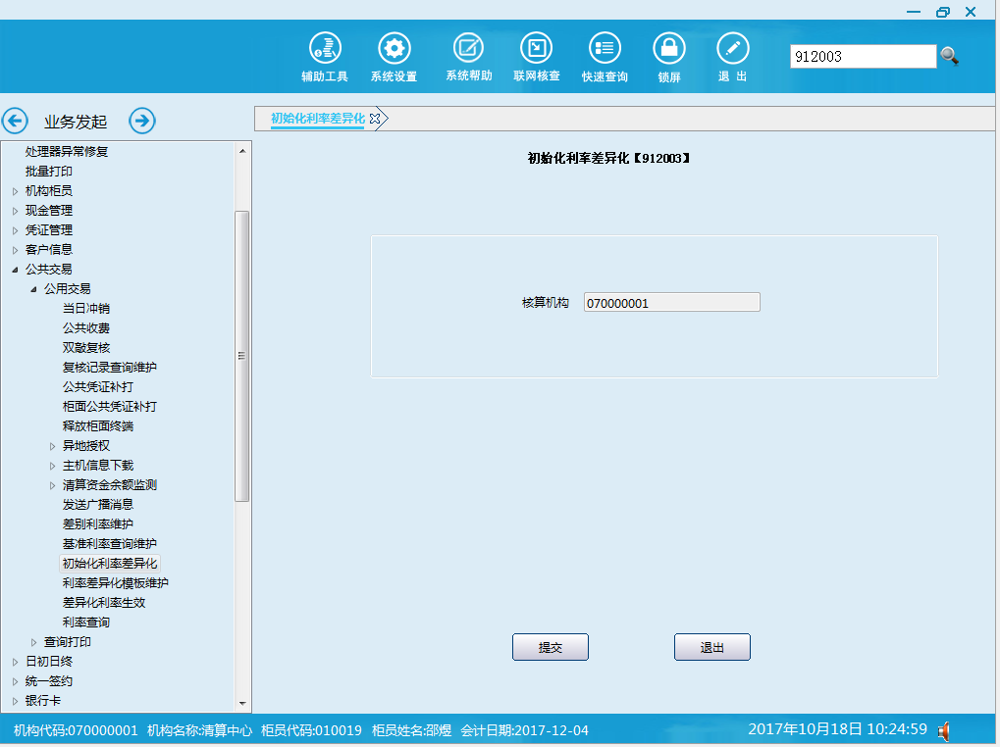 辅助工具 系统设置 系统帮助 联网核查 快速查询 锁屏 退 出
912003
业务发起
初始化利率差异化
处理器异常修复
批量打印
机构柜员
现金管理
凭证管理
客户信息
公共交易
公用交易
当日冲销
公共收费
双敲复核
复核记录查询维护
公共凭证补打
柜面公共凭证补打
释放柜面终端
异地授权
主机信息下载
清算资金余额监测
发送广播消息
差别利率维护
基准利率查询维护
初始化利率差异化
利率差异化模板维护
差异化利率生效
利率查询
查询打印
日初日终
统一签约
银行卡
初始化利率差异化【912003】
核算机构 070000001
提交 退出
机构代码:070000001 机构名称:清算中心 柜员代码:010019 柜员姓名:邵煜 会计日期:2017-12-04 2017年10月18日 10:24:59